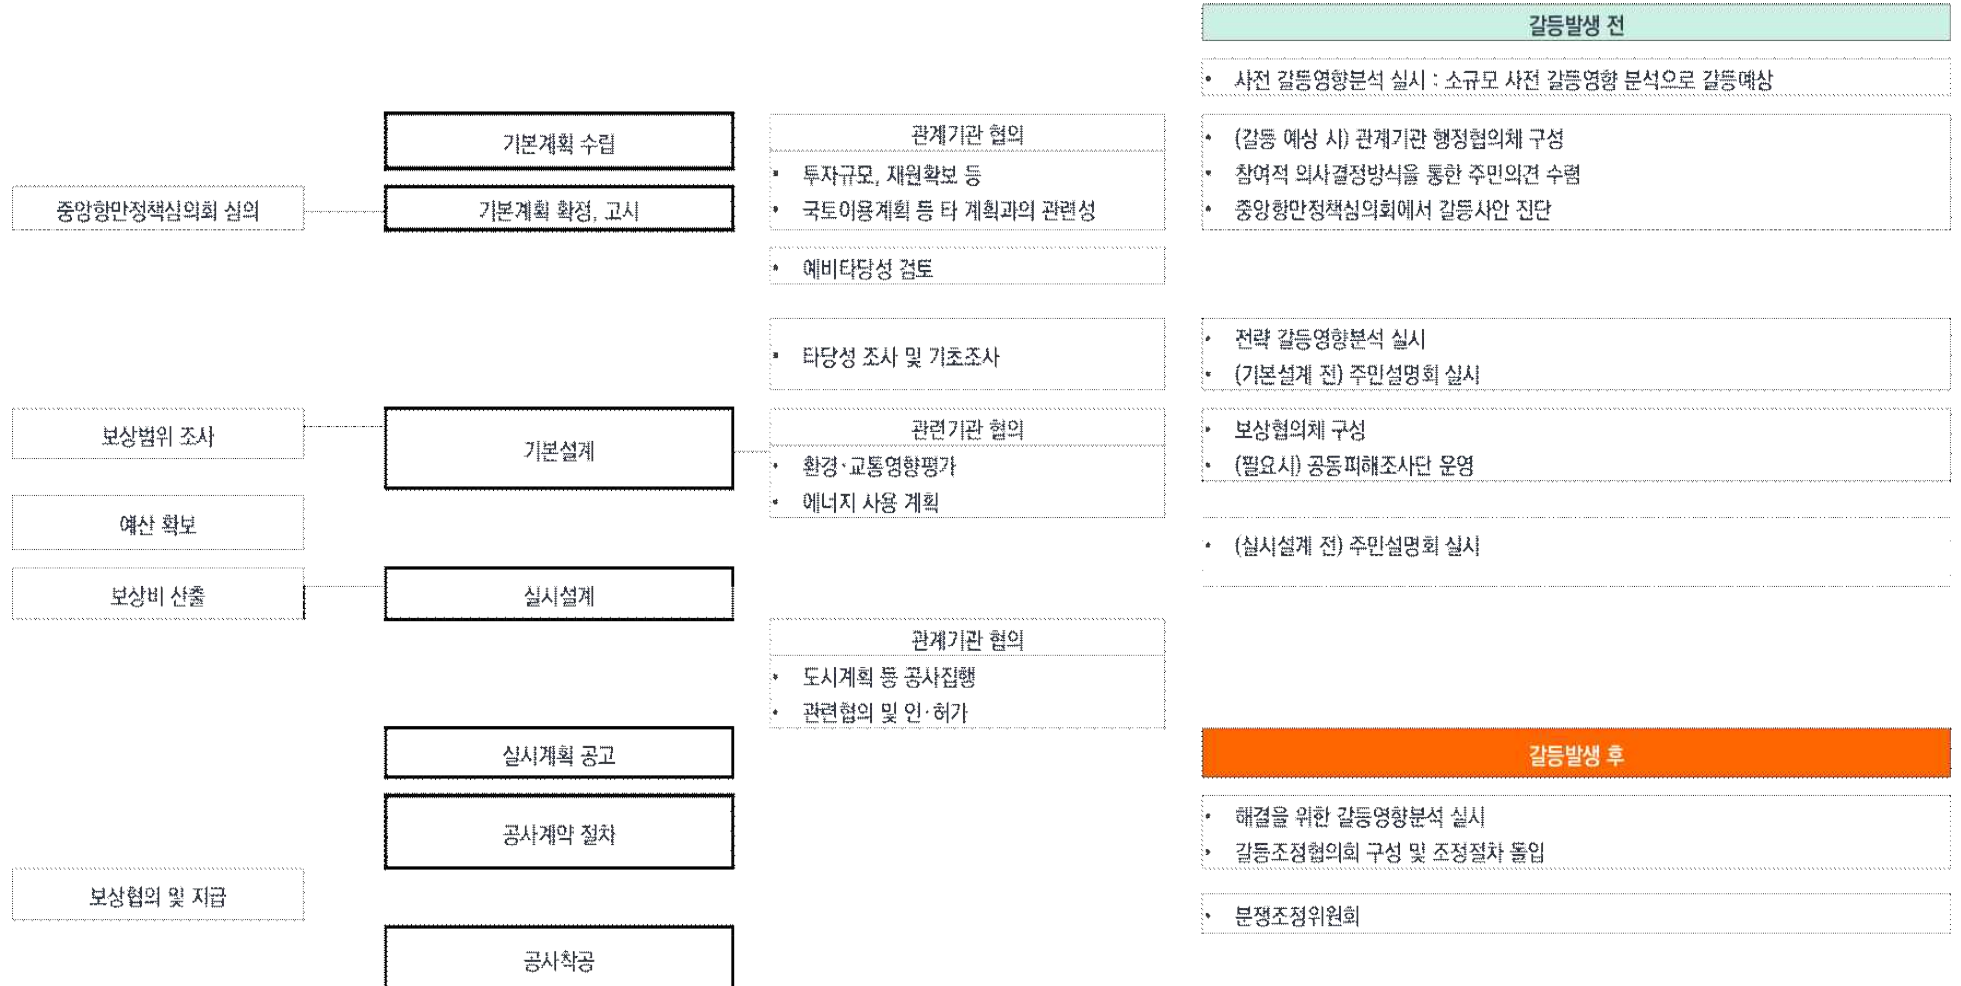 갈등발생 전
• 사전 갈등영향분석 실시 : 소규모 사전 갈등영향 분석으로 갈등예상
기본계획 수립
관계기관 협의
• (갈등 예상 시) 관계기관 행정협의체 구성
• 투자규모, 재원확보 등
• 참여적 의사결정방식을 통한 주민의견 수렴
중앙항만정책심의회 심의
기본계획 확정, 고시
• 국토이용계획 등 타 계획과의 관련성
• 중앙항만정책심의회에서 갈등사안 진단
• 예비타당성 검토
• 타당성 조사 및 기초조사
• 전략 갈등영향분석 실시
• (기본설계 전) 주민설명회 실시
보상범위 조사
기본설계
관련기관 협의
• 보상협의체 구성
• 환경·교통영향평가
• (필요시) 공동피해조사단 운영
• 에너지 사용 계획
예산 확보
• (실시설계 전) 주민설명회 실시
보상비 산출
실시설계
관계기관 협의
• 도시계획 등 공사집행
• 관련협의 및 인·허가
실시계획 공고
갈등발생 후
공사계약 절차
• 해결을 위한 갈등영향분석 실시
• 갈등조정협의회 구성 및 조정절차 돌입
보상협의 및 지급
• 분쟁조정위원회
공사착공